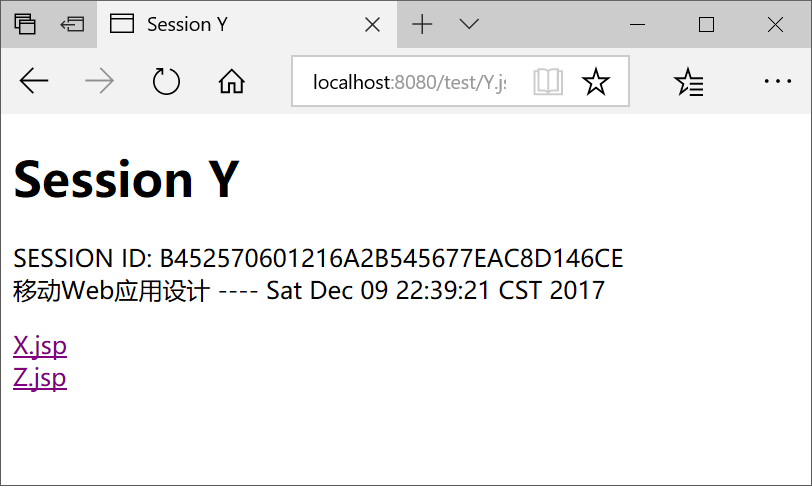 Session Y
localhost:8080/test/Y.js
Session Y
SESSION ID: B452570601216A2B545677EAC8D146CE
移动Web应用设计 ---- Sat Dec 09 22:39:21 CST 2017
X.jsp
Z.jsp